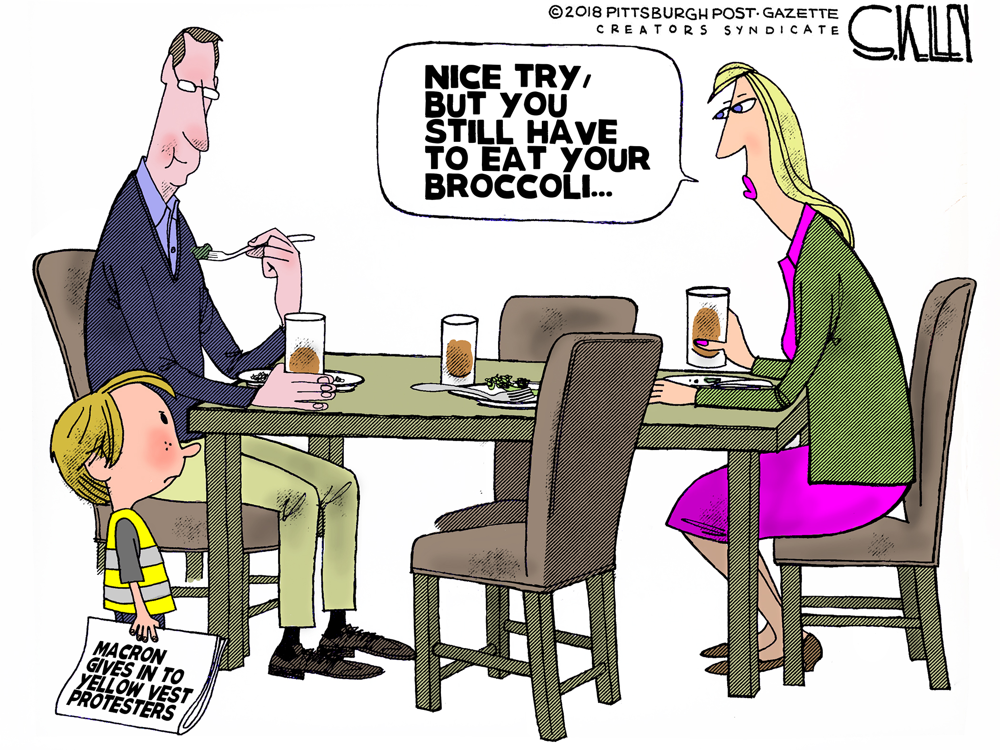 ©2018 PITTSBURGH POST-GAZETTE
CREATORS SYNDICATE
S.KELLEY
NICE TRY,
BUT YOU
STILL HAVE
TO EAT YOUR
BROCCOLI...
MACRON
GIVES IN TO
YELLOW VEST
PROTESTERS